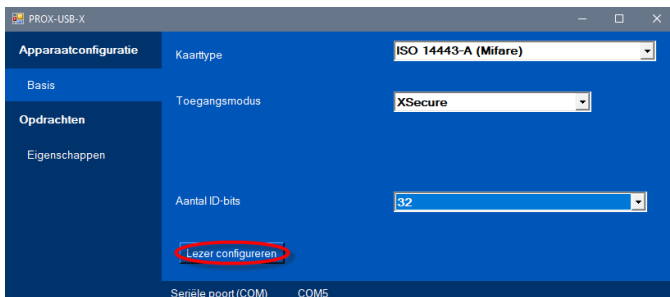 PROX-USB-X
Apparaatconfiguratie
Basis
Opdrachten
Eigenschappen
Kaarttype ISO 14443-A (Mifare)
Toegangsmodus XSecure
Aantal ID-bits 32
Lezer configureren
Seriële poort (COM) COM5